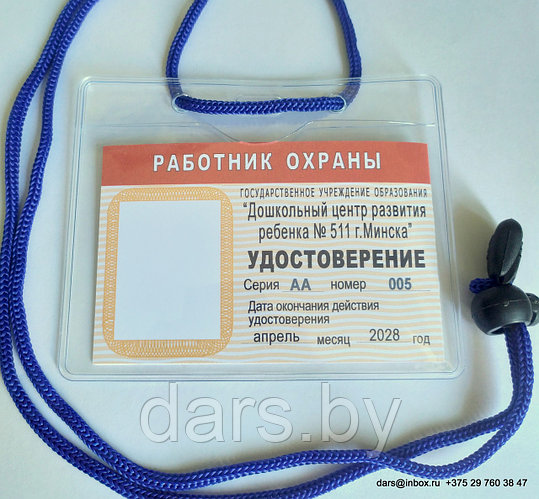 РАБОТНИК ОХРАНЫ
ГОСУДАРСТВЕННОЕ УЧРЕЖДЕНИЕ ОБРАЗОВАНИЯ
"Дошкольный центр развития
ребенка № 511 г.Минска"
УДОСТОВЕРЕНИЕ
Серия АА номер 005
Дата окончания действия
удостоверения
апрель месяц 2028 год
dars.by
dars@inbox.ru +375 29 760 38 47